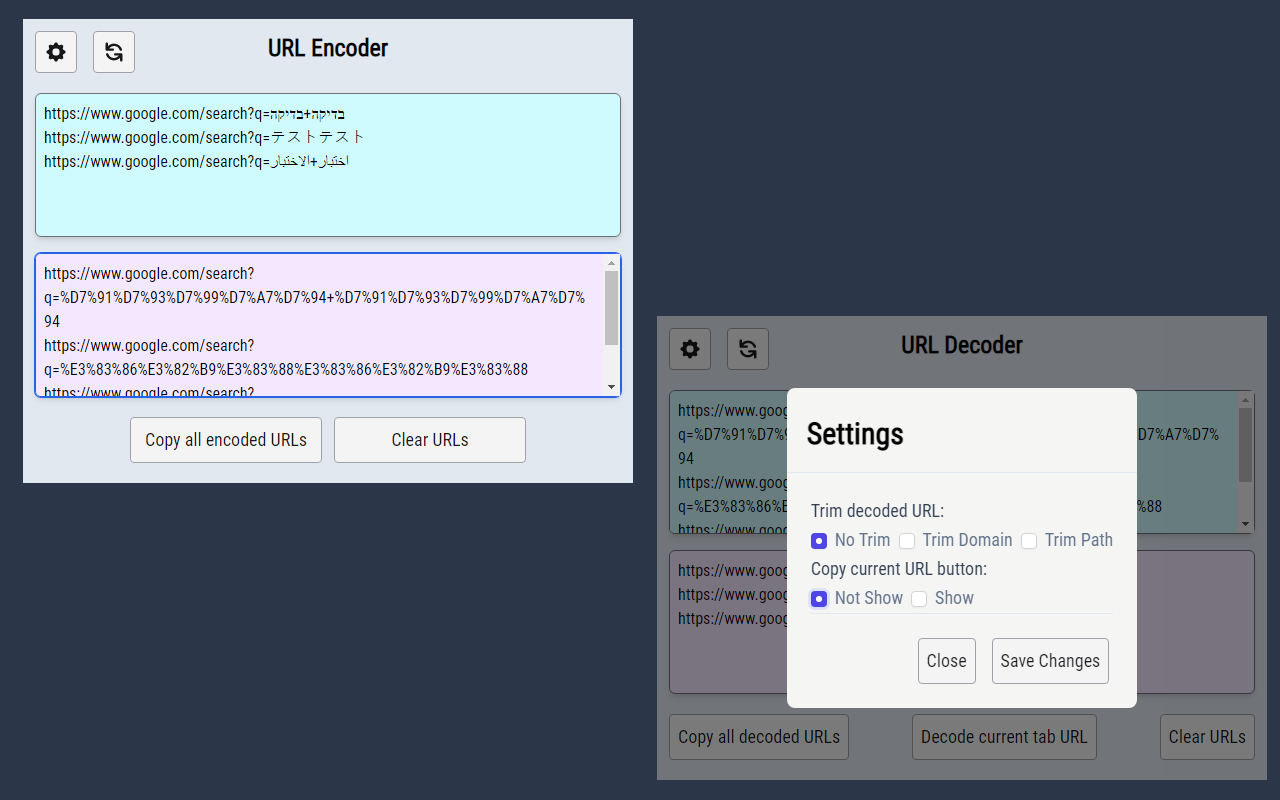 URL Encoder
https://www.google.com/search?q=בדיקה+בדיקה
https://www.google.com/search?q=テストテスト
https://www.google.com/search?q=اختبار+الاختبار
https://www.google.com/search?
q=%D7%91%D7%93%D7%99%D7%A7%D7%94+%D7%91%D7%93%D7%99%D7%A7%D7%
94
https://www.google.com/search?
q=%E3%83%86%E3%82%B9%E3%83%88%E3%83%86%E3%82%B9%E3%83%88
https://www.google.com/search?
Copy all encoded URLs
Clear URLs
URL Decoder
https://www.goog
q=%D7%91%D7%9
D7%A7%D7%
94
https://www.goog
q=%E3%83%86%E
%88
https://www.goog
https://www.goog
https://www.goog
https://www.goog
Settings
Trim decoded URL:
No Trim Trim Domain Trim Path
Copy current URL button:
Not Show Show
Close
Save Changes
Copy all decoded URLs
Decode current tab URL
Clear URLs